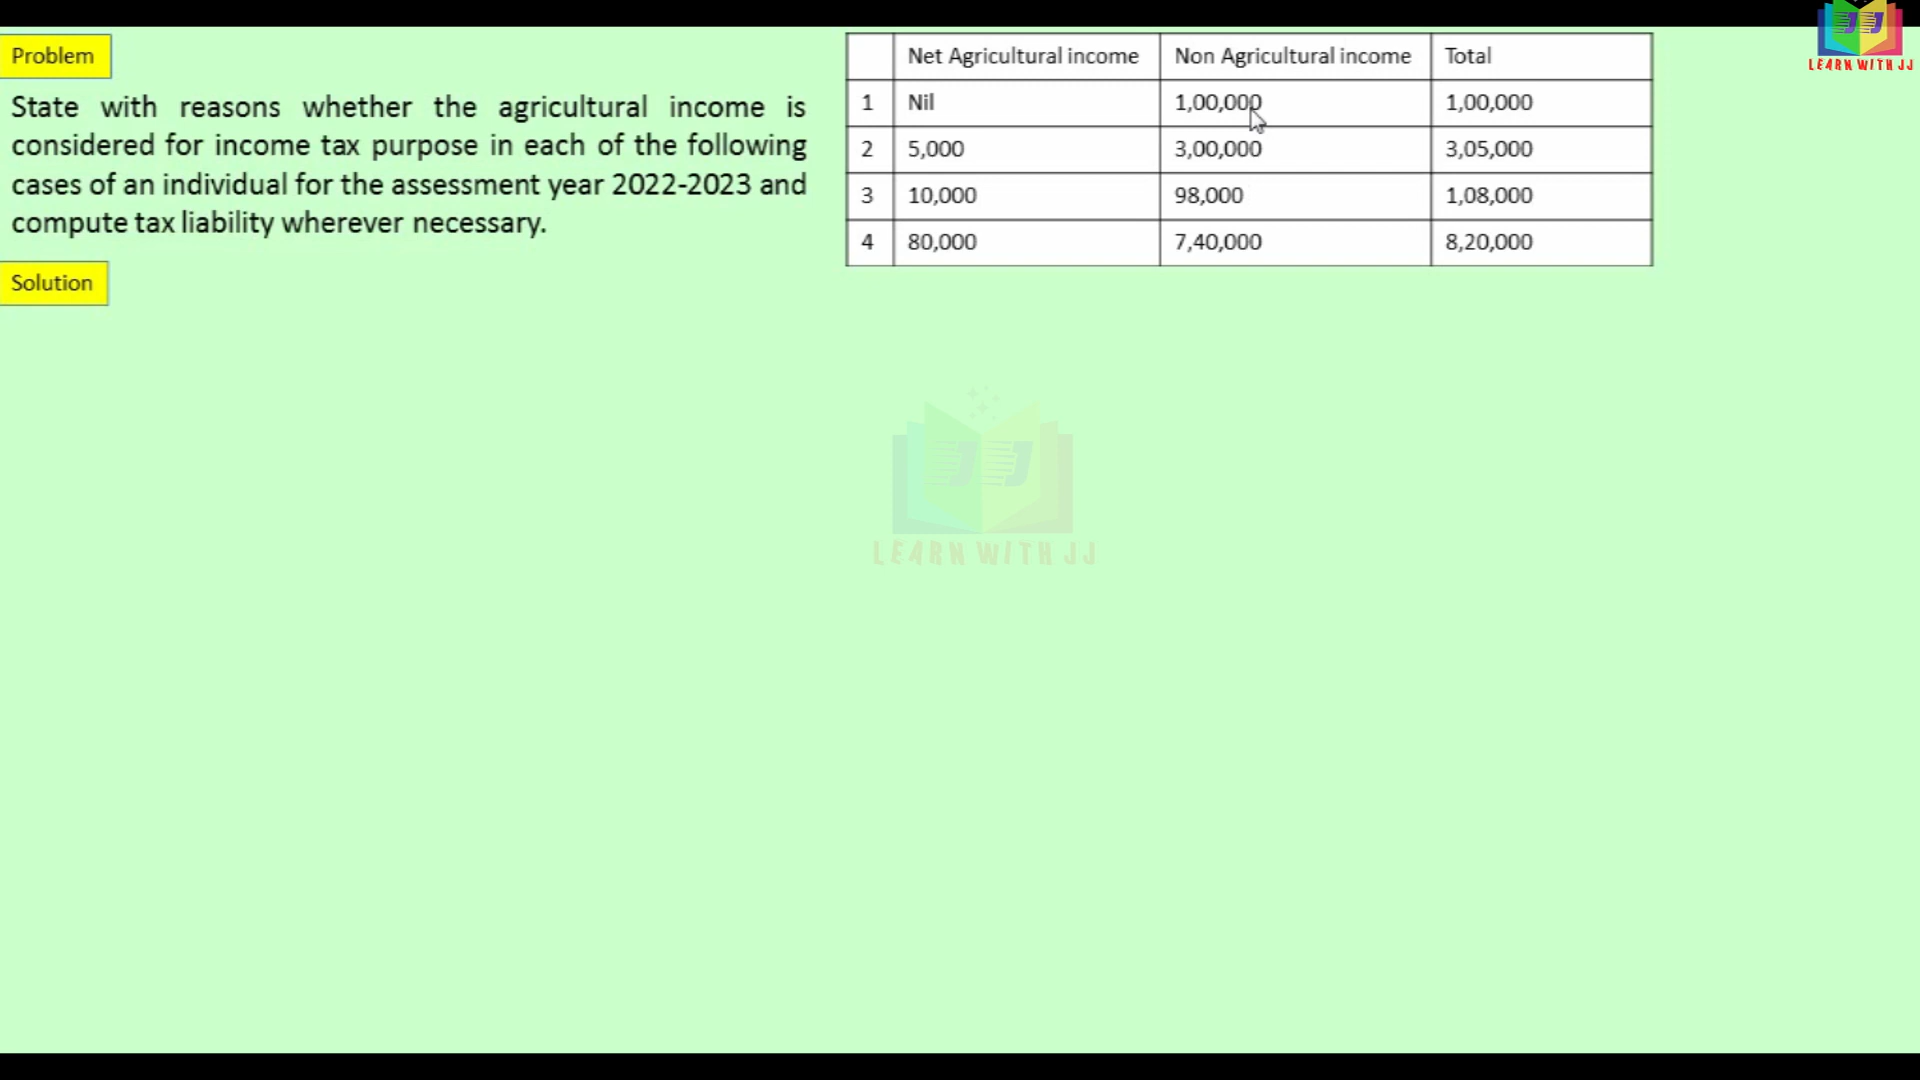 Problem
State with reasons whether the agricultural income is
considered for income tax purpose in each of the following
cases of an individual for the assessment year 2022-2023 and
compute tax liability wherever necessary.
Net Agricultural income Non Agricultural income Total
1 Nil 1,00,000 1,00,000
2 5,000 3,00,000 3,05,000
3 10,000 98,000 1,08,000
4 80,000 7,40,000 8,20,000
JJ
LEARN WITH JJ
Solution
JJ
LEARN WITH JJ